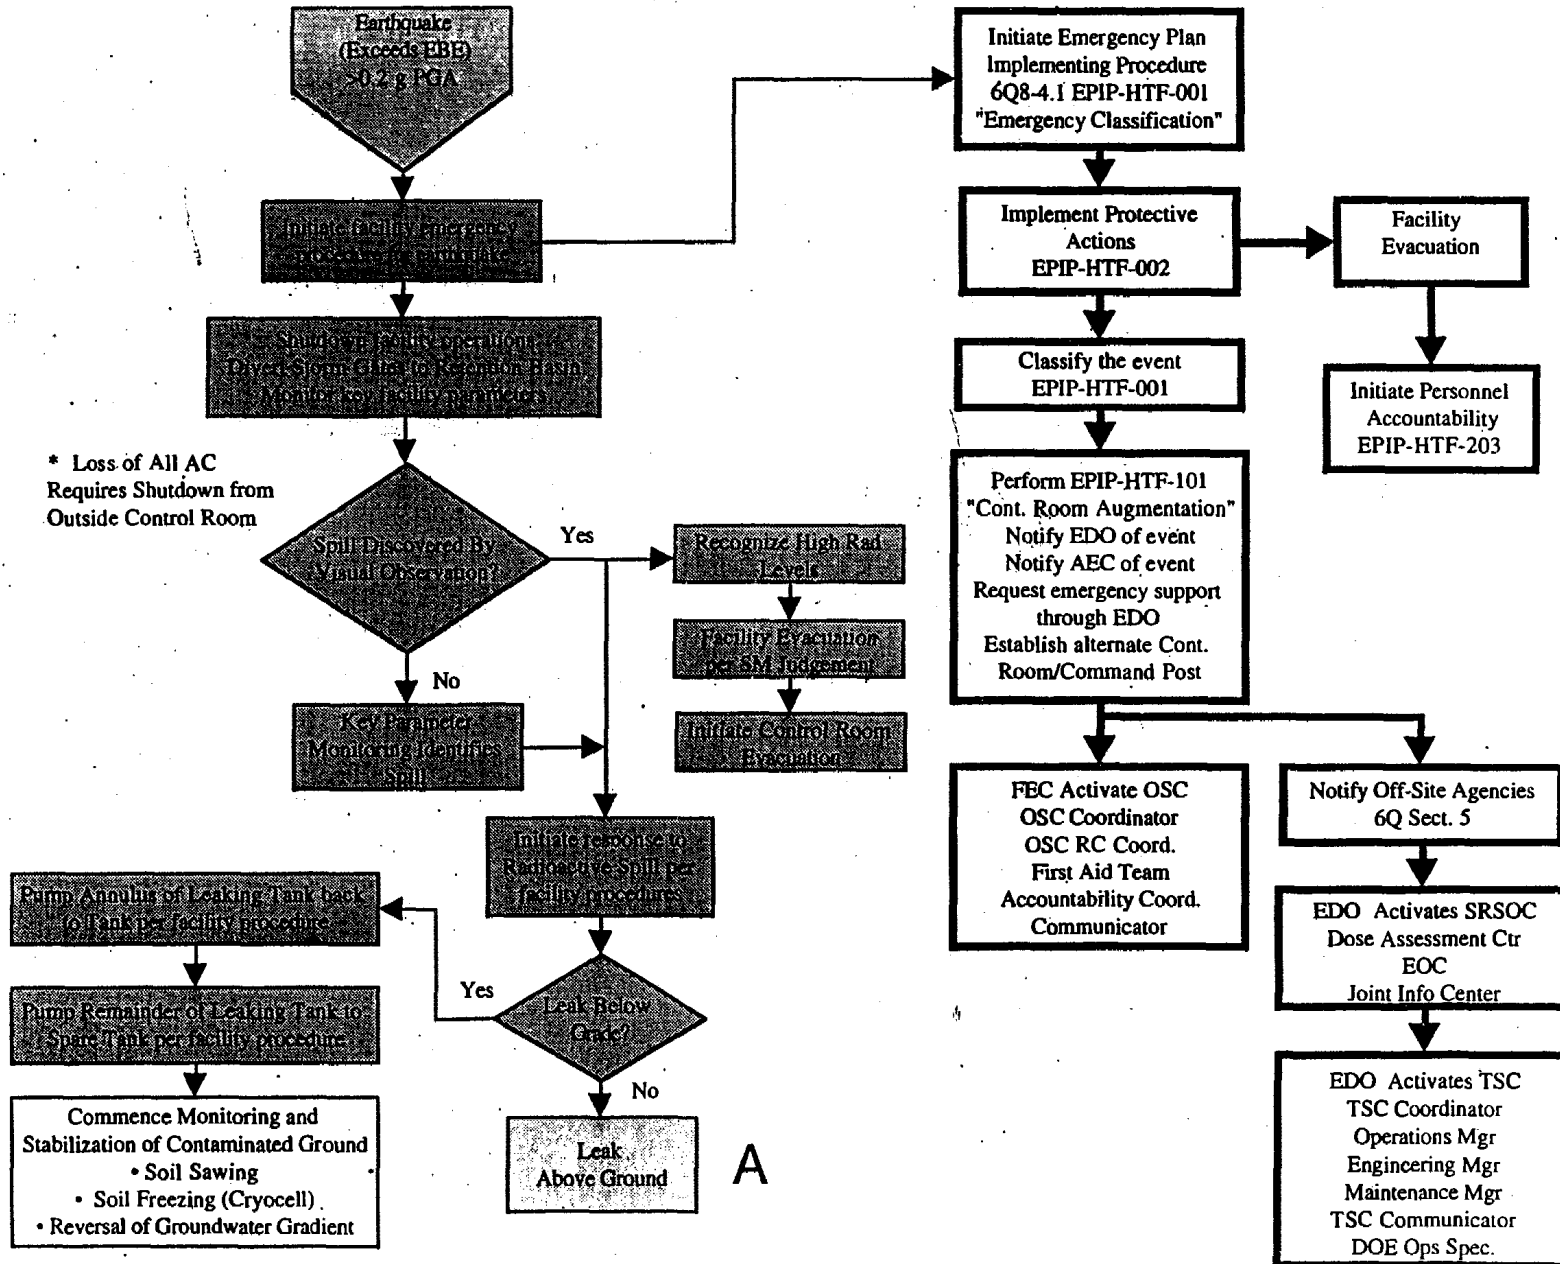 Earthquake
(Exceeds EBE)
>0.2 g PGA
Initiate facility emergency
procedure for earthquake
Shutdown facility operations
Divert Storm Gates to Retention Basin
Monitor key facility parameters
* Loss of All AC
Requires Shutdown from
Outside Control Room
Spill Discovered By
Visual Observation?
Yes
No
Recognize High Rad
Levels
Facility Evacuation
per SM Judgement
Initiate Control Room
Evacuation
Key Parameter
Monitoring Identifies
Spill
Initiate response to
Radioactive Spill per
facility procedures
Leak Below
Grade?
Yes
No
Pump Annulus of Leaking Tank back
to Tank per facility procedure
Pump Remainder of Leaking Tank to
Spare Tank per facility procedure
Commence Monitoring and
Stabilization of Contaminated Ground
• Soil Sawing
• Soil Freezing (Cryocell)
• Reversal of Groundwater Gradient
Leak
Above Ground
A
Initiate Emergency Plan
Implementing Procedure
6Q8-4.1 EPIP-HTF-001
"Emergency Classification"
Implement Protective
Actions
EPIP-HTF-002
Facility
Evacuation
Initiate Personnel
Accountability
EPIP-HTF-203
Classify the event
EPIP-HTF-001
Perform EPIP-HTF-101
"Cont. Room Augmentation"
Notify EDO of event
Notify AEC of event
Request emergency support
through EDO
Establish alternate Cont.
Room/Command Post
FEC Activate OSC
OSC Coordinator
OSC RC Coord.
First Aid Team
Accountability Coord.
Communicator
Notify Off-Site Agencies
6Q Sect. 5
EDO Activates SRSOC
Dose Assessment Ctr
EOC
Joint Info Center
EDO Activates TSC
TSC Coordinator
Operations Mgr
Engineering Mgr
Maintenance Mgr
TSC Communicator
DOE Ops Spec.